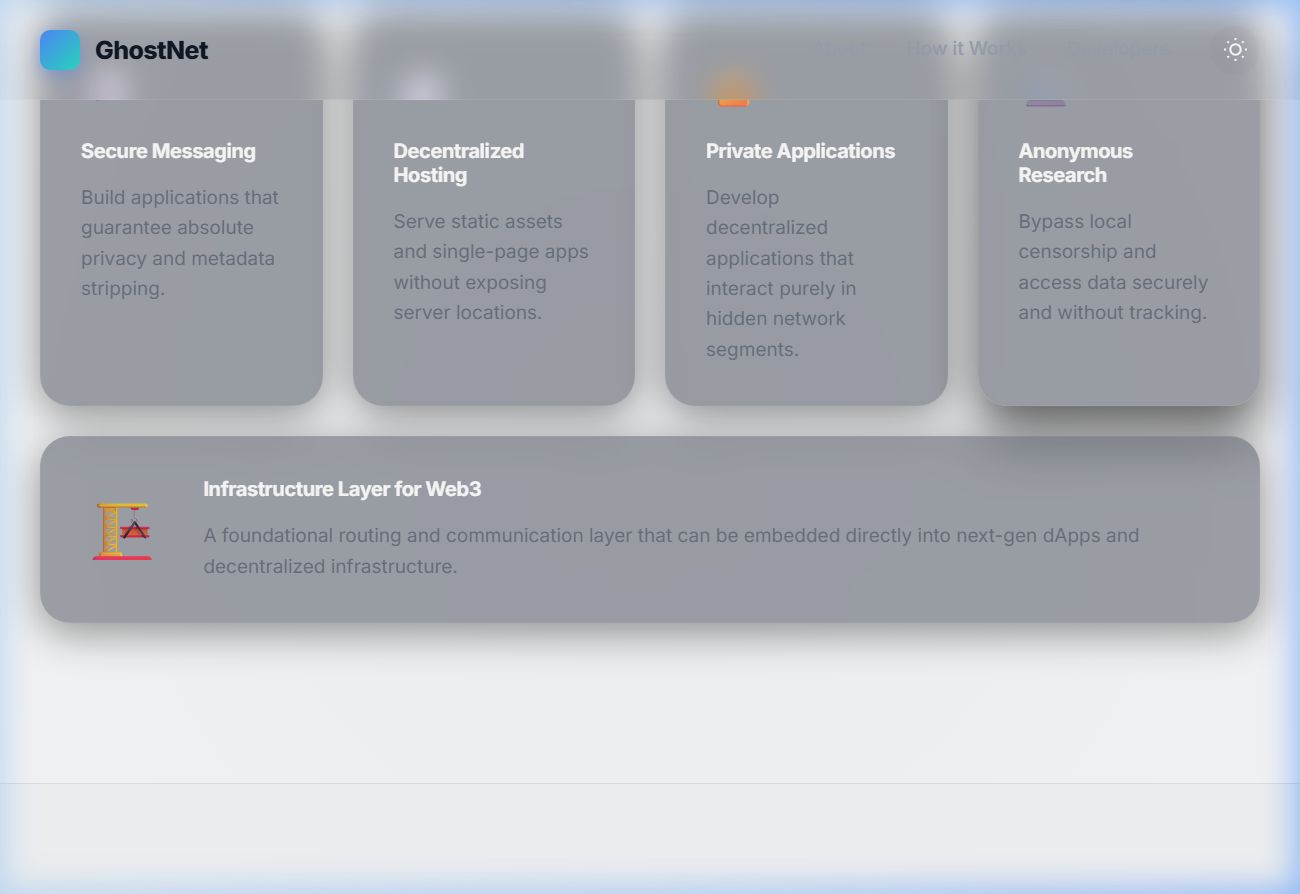 GhostNet
About How it Works Developers
Secure Messaging
Build applications that
guarantee absolute
privacy and metadata
stripping.
Decentralized
Hosting
Serve static assets
and single-page apps
without exposing
server locations.
Private Applications
Develop
decentralized
applications that
interact purely in
hidden network
segments.
Anonymous
Research
Bypass local
censorship and
access data securely
and without tracking.
Infrastructure Layer for Web3
A foundational routing and communication layer that can be embedded directly into next-gen dApps and
decentralized infrastructure.